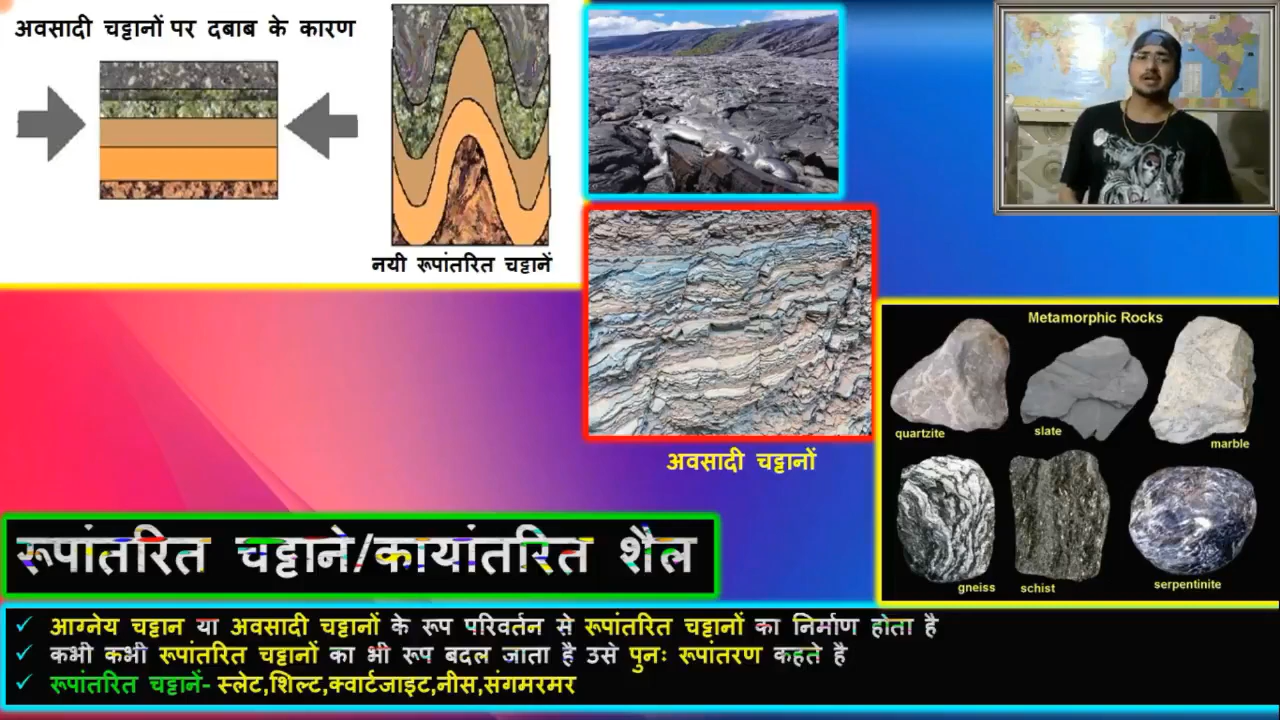 अवसादी चट्टानों पर दबाब के कारण
नयी रूपांतरित चट्टानें
अवसादी चट्टानों
Metamorphic Rocks
quartzite
slate
marble
gneiss
schist
serpentinite
रूपांतरित चट्टाने/कायांतरित शैल
आग्नेय चट्टान या अवसादी चट्टानों के रूप परिवर्तन से रूपांतरित चट्टानों का निर्माण होता है
कभी कभी रूपांतरित चट्टानों का भी रूप बदल जाता है उसे पुनः रूपांतरण कहते है
रूपांतरित चट्टानें- स्लेट,शिल्ट,क्वार्टजाइट,नीस,संगमरमर